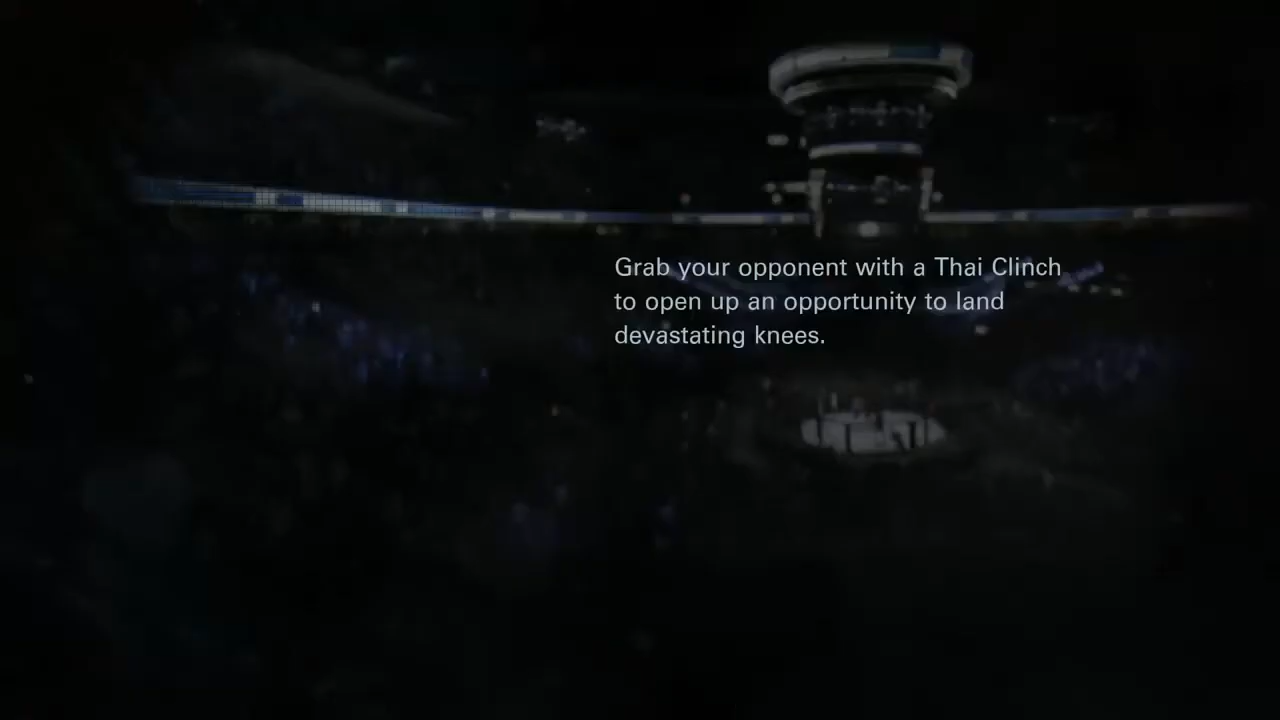 Grab your opponent with a Thai Clinch
to open up an opportunity to land
devastating knees.